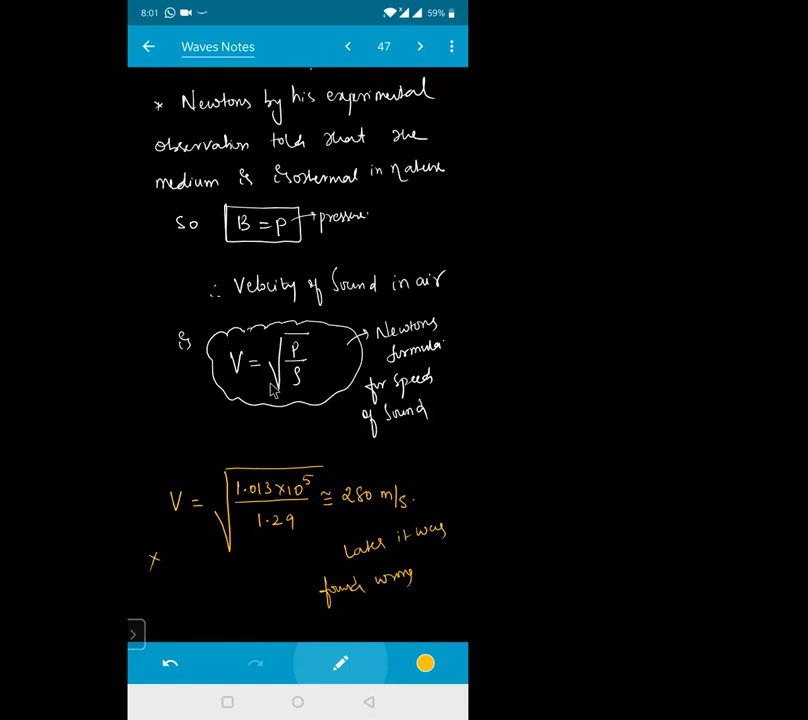 8:01 59%
Waves Notes 47
* Newtons by his experimental
observation told that the
medium is isostermal in nature
So B = P → pressure.
∴ Velocity of Sound in air
is V = √(P/ρ) → Newtons
formula
for speed
of sound
V = √(1.013×10⁵/1.29) ≅ 280 m/s.
Later it was
found wrong
×